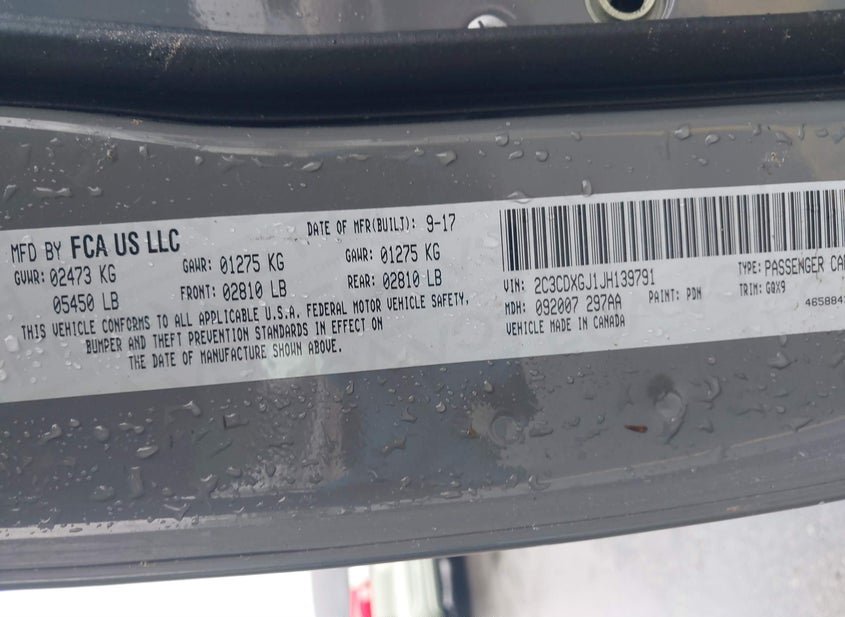 MFD BY FCA US LLC
DATE OF MFR(BUILT): 9-17
GVWR: 02473 KG
05450 LB
GAWR: 01275 KG
FRONT: 02810 LB
GAWR: 01275 KG
REAR: 02810 LB
THIS VEHICLE CONFORMS TO ALL APPLICABLE U.S.A. FEDERAL MOTOR VEHICLE SAFETY,
BUMPER AND THEFT PREVENTION STANDARDS IN EFFECT ON
THE DATE OF MANUFACTURE SHOWN ABOVE.
VIN: 2C3CDXGJ1JH139791
TYPE: PASSENGER CAR
MDH: 092007 297AA
PAINT: PDN
TRIM: GQX9
VEHICLE MADE IN CANADA